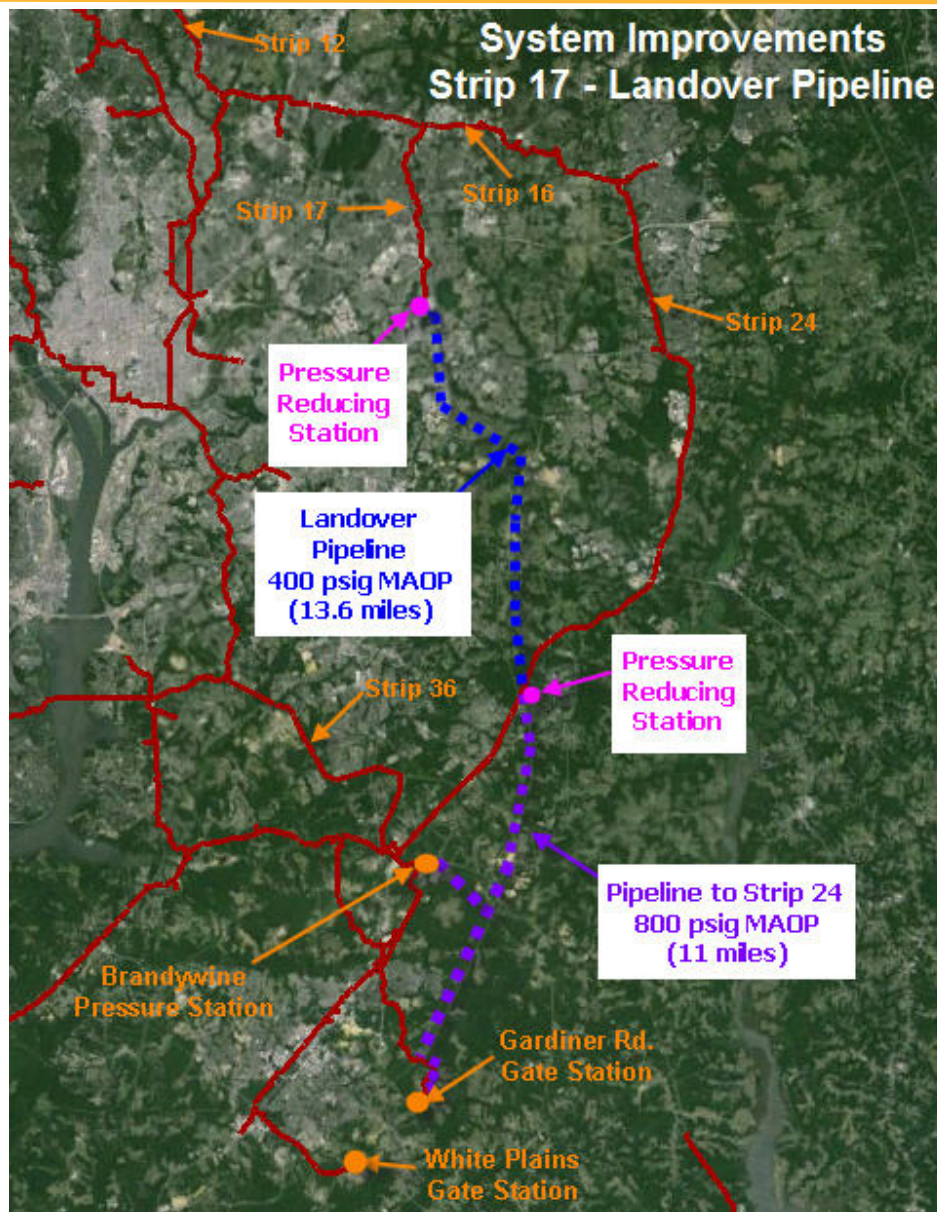 System Improvements
Strip 17 - Landover Pipeline
Strip 12
Strip 16
Strip 17
Strip 24
Pressure
Reducing
Station
Landover
Pipeline
400 psig MAOP
(13.6 miles)
Pressure
Reducing
Station
Strip 36
Pipeline to Strip 24
800 psig MAOP
(11 miles)
Brandywine
Pressure Station
Gardiner Rd.
Gate Station
White Plains
Gate Station